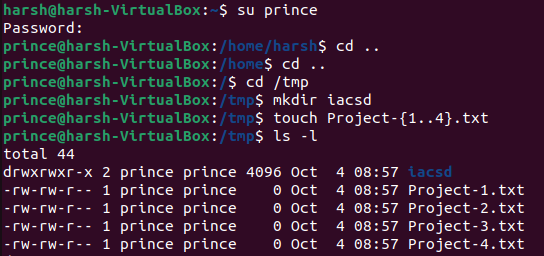 harsh@harsh-VirtualBox:~$ su prince
Password:
prince@harsh-VirtualBox:/home/harsh$ cd ..
prince@harsh-VirtualBox:/home$ cd ..
prince@harsh-VirtualBox:/$ cd /tmp
prince@harsh-VirtualBox:/tmp$ mkdir iacsd
prince@harsh-VirtualBox:/tmp$ touch Project-{1..4}.txt
prince@harsh-VirtualBox:/tmp$ ls -l
total 44
drwxrwxr-x 2 prince prince 4096 Oct  4 08:57 iacsd
-rw-rw-r-- 1 prince prince    0 Oct  4 08:57 Project-1.txt
-rw-rw-r-- 1 prince prince    0 Oct  4 08:57 Project-2.txt
-rw-rw-r-- 1 prince prince    0 Oct  4 08:57 Project-3.txt
-rw-rw-r-- 1 prince prince    0 Oct  4 08:57 Project-4.txt